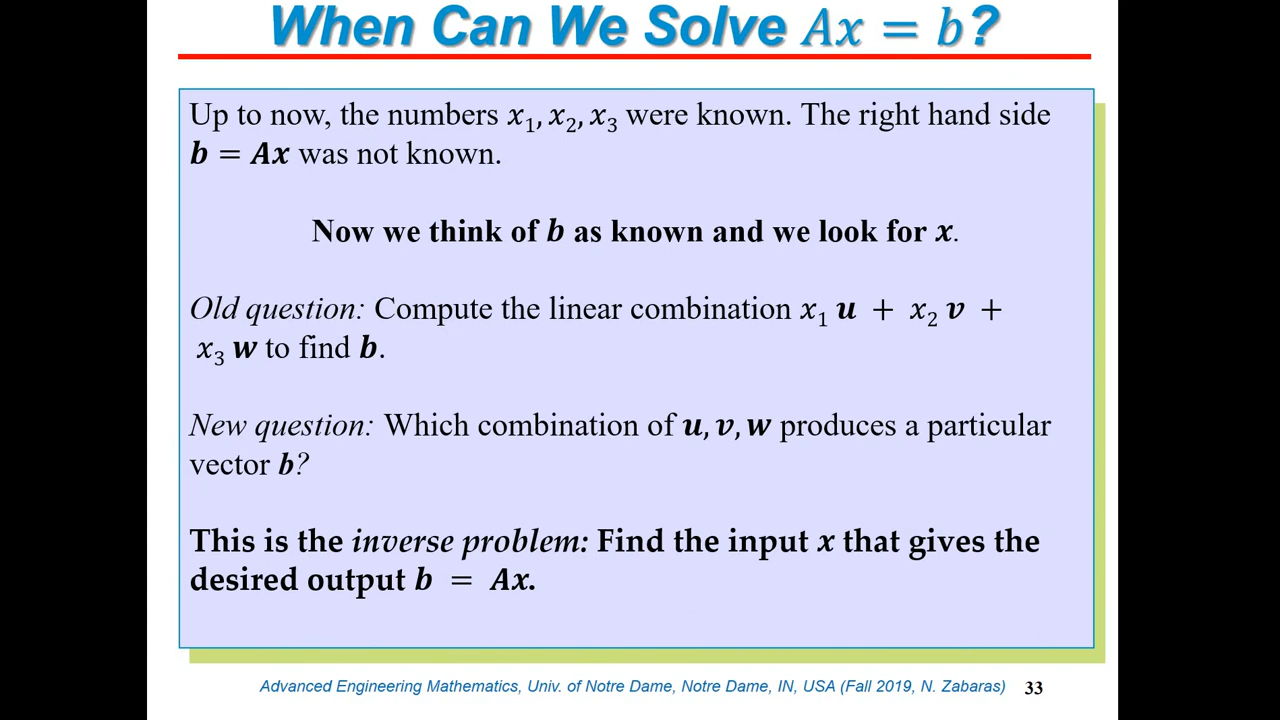 When Can We Solve Ax = b?
Up to now, the numbers x₁, x₂, x₃ were known. The right hand side
b = Ax was not known.
Now we think of b as known and we look for x.
Old question: Compute the linear combination x₁ u + x₂ v +
x₃ w to find b.
New question: Which combination of u, v, w produces a particular
vector b?
This is the inverse problem: Find the input x that gives the
desired output b = Ax.
Advanced Engineering Mathematics, Univ. of Notre Dame, Notre Dame, IN, USA (Fall 2019, N. Zabaras) 33